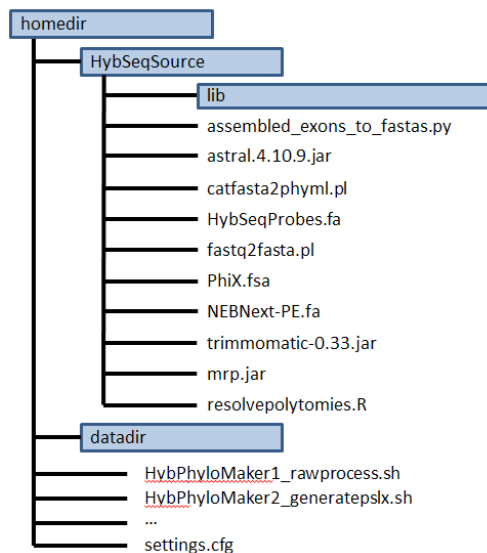 homedir
HybSeqSource
lib
assembled_exons_to_fastas.py
astral.4.10.9.jar
catfasta2phyml.pl
HybSeqProbes.fa
fastq2fasta.pl
PhiX.fsa
NEBNext-PE.fa
trimmomatic-0.33.jar
mrp.jar
resolvepolytomies.R
datadir
HybPhyloMaker1_rawprocess.sh
HybPhyloMaker2_generatepslx.sh
...
settings.cfg